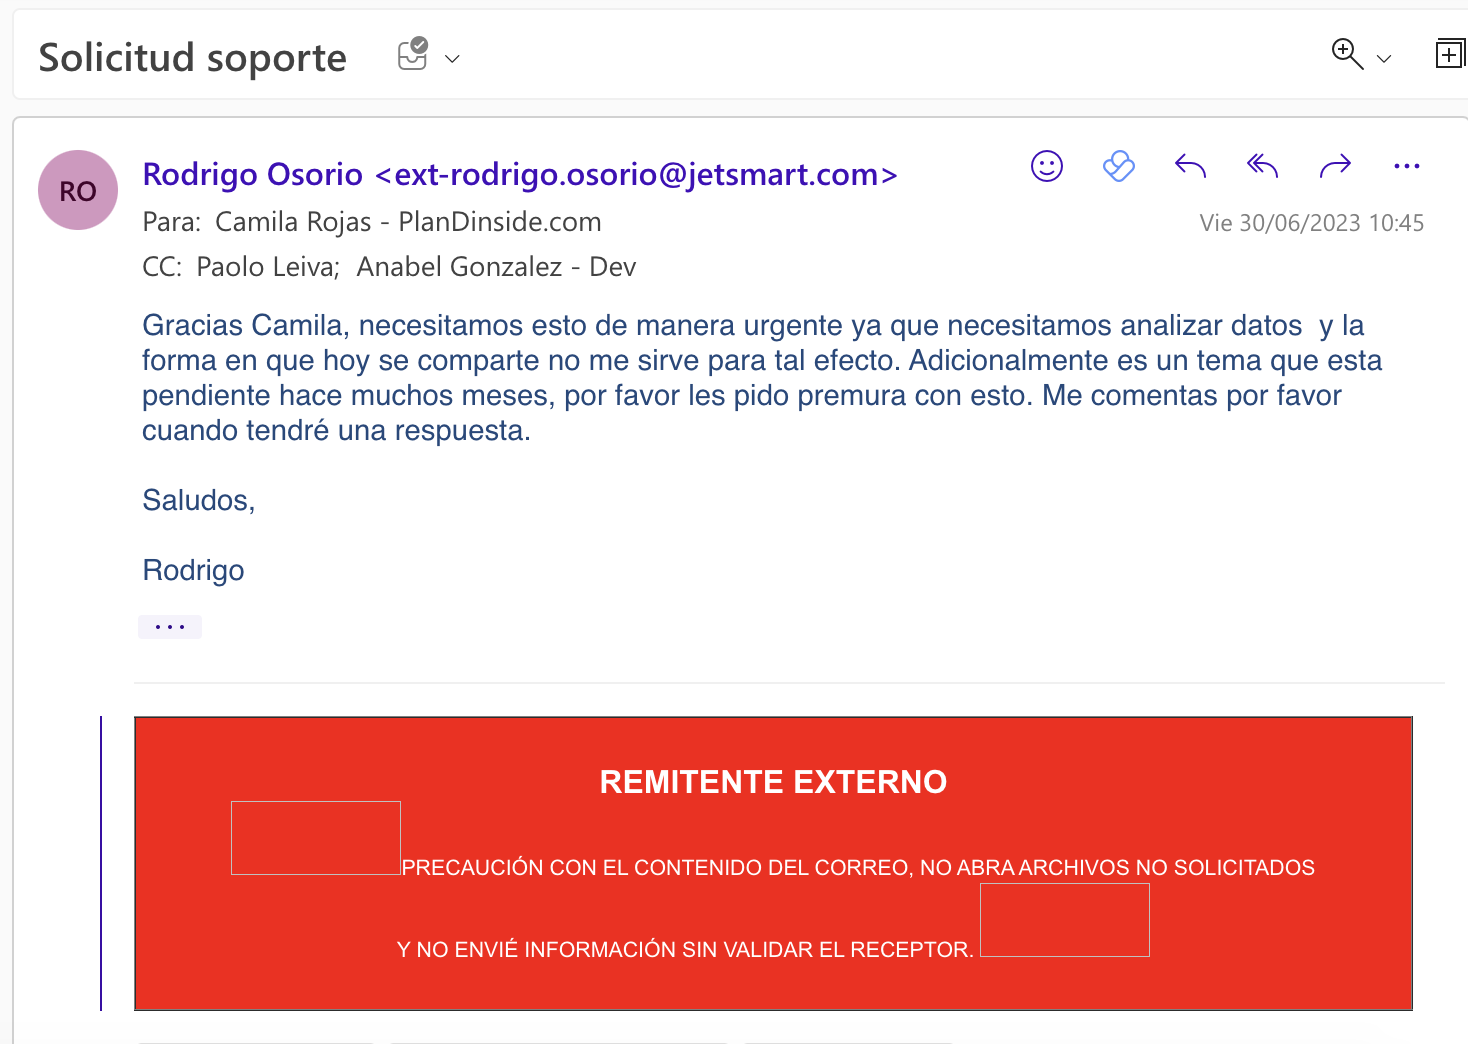 Solicitud soporte
RO
Rodrigo Osorio <ext-rodrigo.osorio@jetsmart.com>
Para: Camila Rojas - PlanDinside.com
Vie 30/06/2023 10:45
CC: Paolo Leiva; Anabel Gonzalez - Dev
Gracias Camila, necesitamos esto de manera urgente ya que necesitamos analizar datos  y la
forma en que hoy se comparte no me sirve para tal efecto. Adicionalmente es un tema que esta
pendiente hace muchos meses, por favor les pido premura con esto. Me comentas por favor
cuando tendré una respuesta.
Saludos,
Rodrigo
REMITENTE EXTERNO
PRECAUCIÓN CON EL CONTENIDO DEL CORREO, NO ABRA ARCHIVOS NO SOLICITADOS
Y NO ENVIÉ INFORMACIÓN SIN VALIDAR EL RECEPTOR.